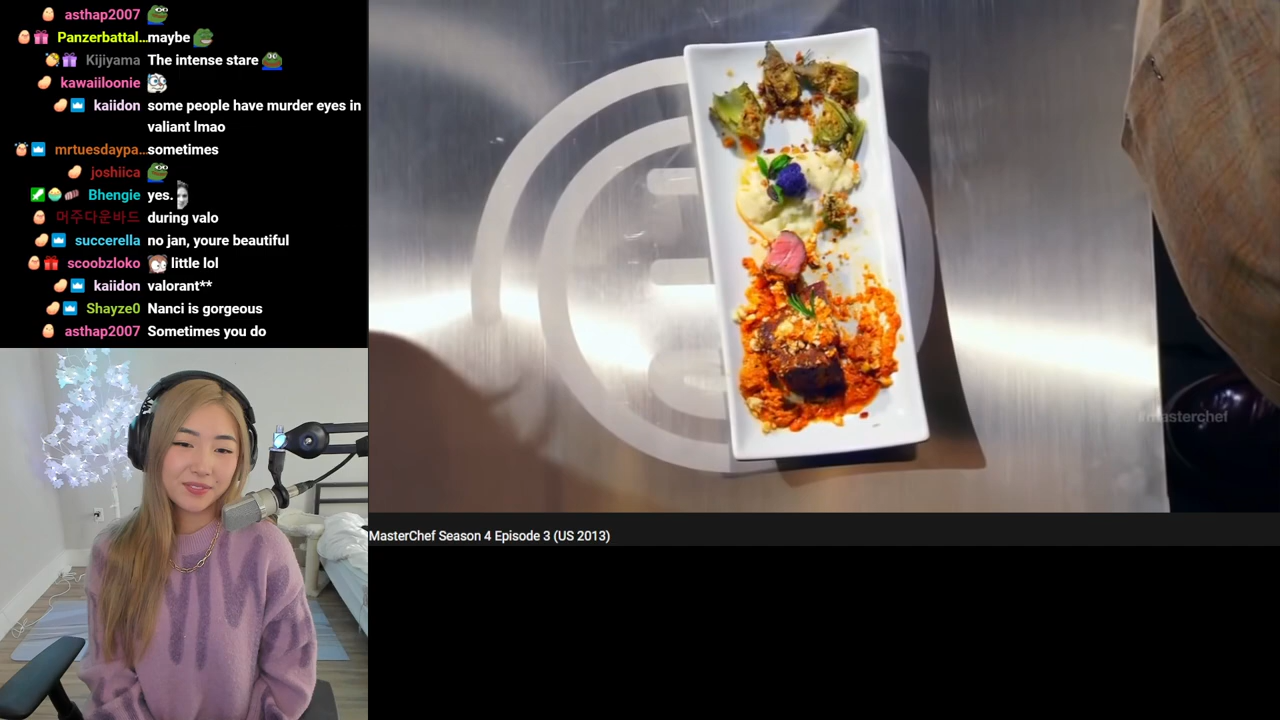 asthap2007
Panzerbattal... maybe
Kijiyama The intense stare
kawaiiloonie
kaiidon some people have murder eyes in
valiant lmao
mrtuesdaypa... sometimes
joshiica
Bhengie yes.
머주다운바드 during valo
succerella no jan, youre beautiful
scoobzloko little lol
kaiidon valorant**
Shayze0 Nanci is gorgeous
asthap2007 Sometimes you do
#masterchef
MasterChef Season 4 Episode 3 (US 2013)